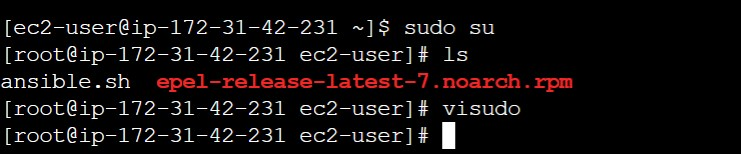 [ec2-user@ip-172-31-42-231 ~]$ sudo su
[root@ip-172-31-42-231 ec2-user]# ls
ansible.sh  epel-release-latest-7.noarch.rpm
[root@ip-172-31-42-231 ec2-user]# visudo
[root@ip-172-31-42-231 ec2-user]#